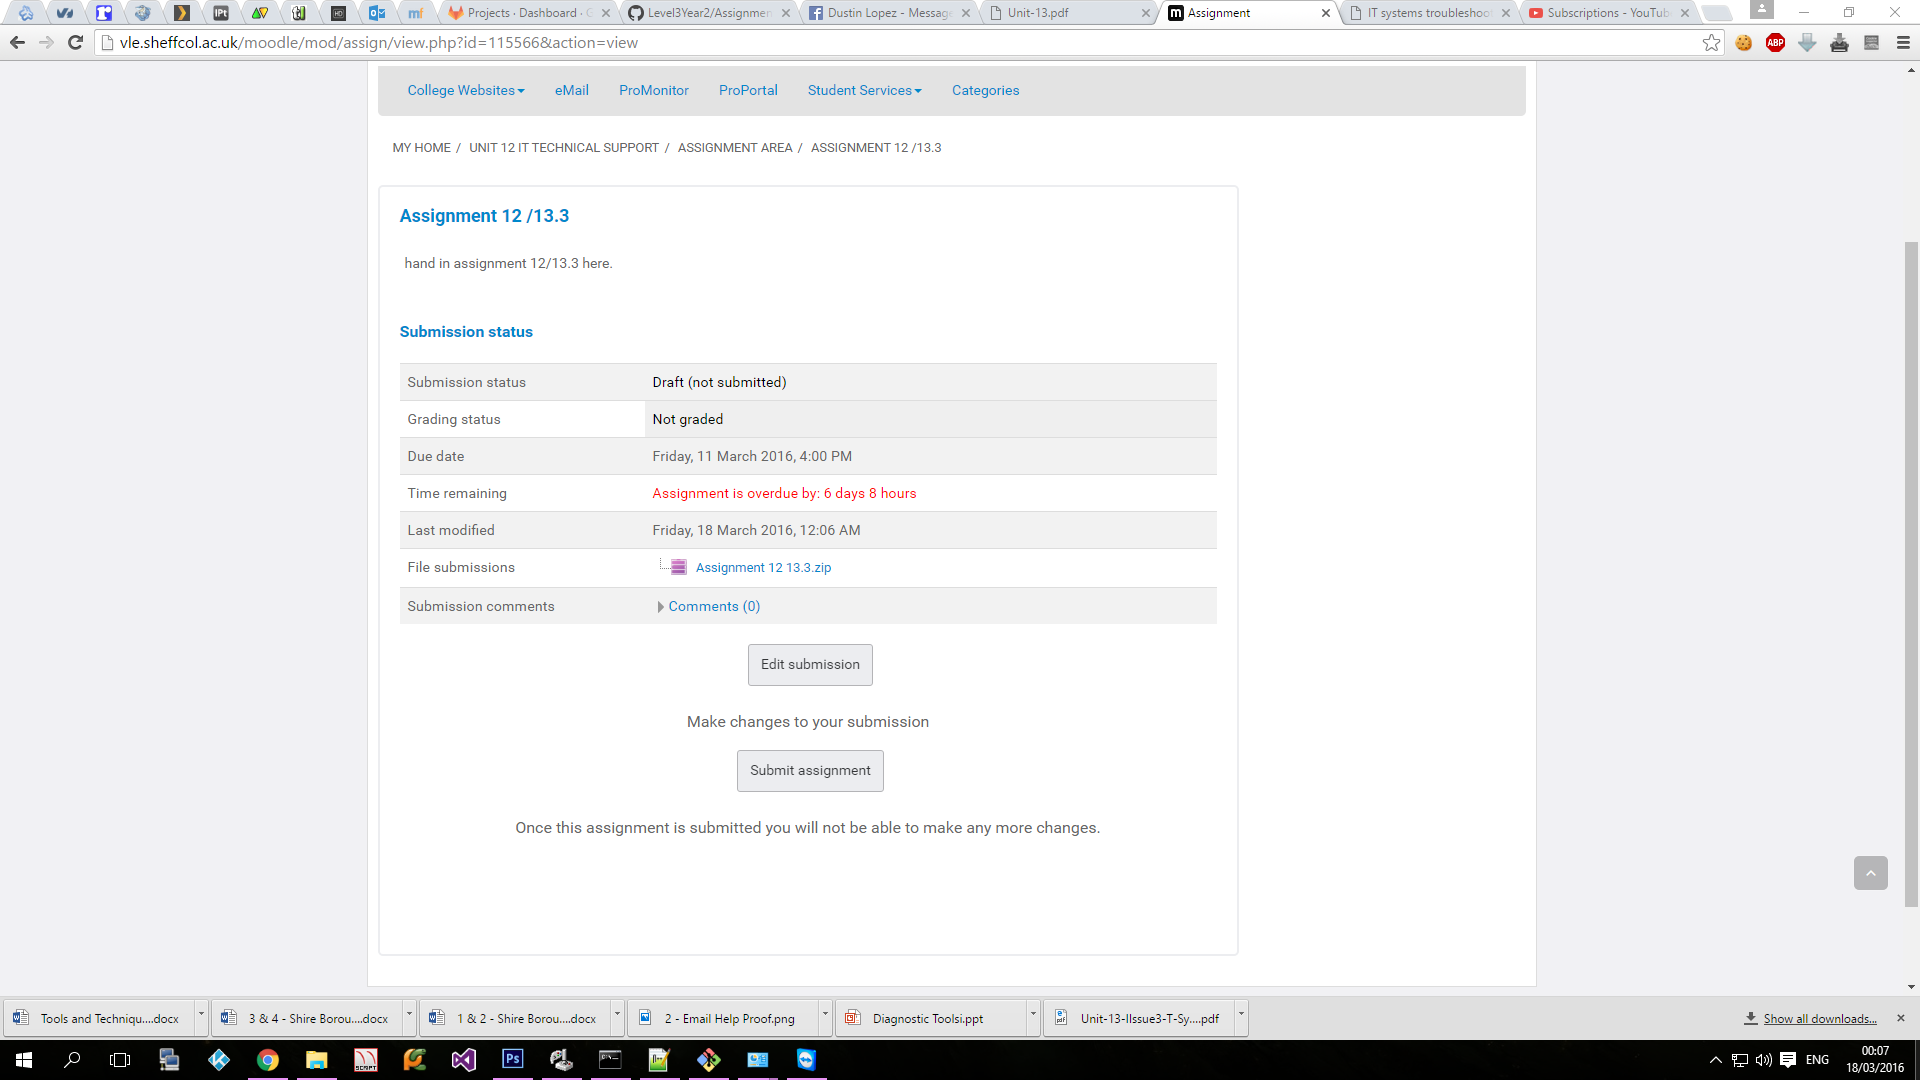 Projects · Dashboard · G
Level3Year2/Assignmen
Dustin Lopez - Messag
Unit-13.pdf
Assignment
IT systems troubleshoot
Subscriptions - YouTub
vle.sheffcol.ac.uk/moodle/mod/assign/view.php?id=115566&action=view
ABP
College Websites
eMail
ProMonitor
ProPortal
Student Services
Categories
MY HOME / UNIT 12 IT TECHNICAL SUPPORT / ASSIGNMENT AREA / ASSIGNMENT 12 /13.3
Assignment 12 /13.3
hand in assignment 12/13.3 here.
Submission status
Submission status Draft (not submitted)
Grading status Not graded
Due date Friday, 11 March 2016, 4:00 PM
Time remaining Assignment is overdue by: 6 days 8 hours
Last modified Friday, 18 March 2016, 12:06 AM
File submissions Assignment 12 13.3.zip
Submission comments Comments (0)
Edit submission
Make changes to your submission
Submit assignment
Once this assignment is submitted you will not be able to make any more changes.
Tools and Techniqu....docx
3 & 4 - Shire Borou....docx
1 & 2 - Shire Borou....docx
2 - Email Help Proof.png
Diagnostic Toolsi.ppt
Unit-13-IIssue3-T-Sy....pdf
Show all downloads...
Ps
ENG
00:07
18/03/2016